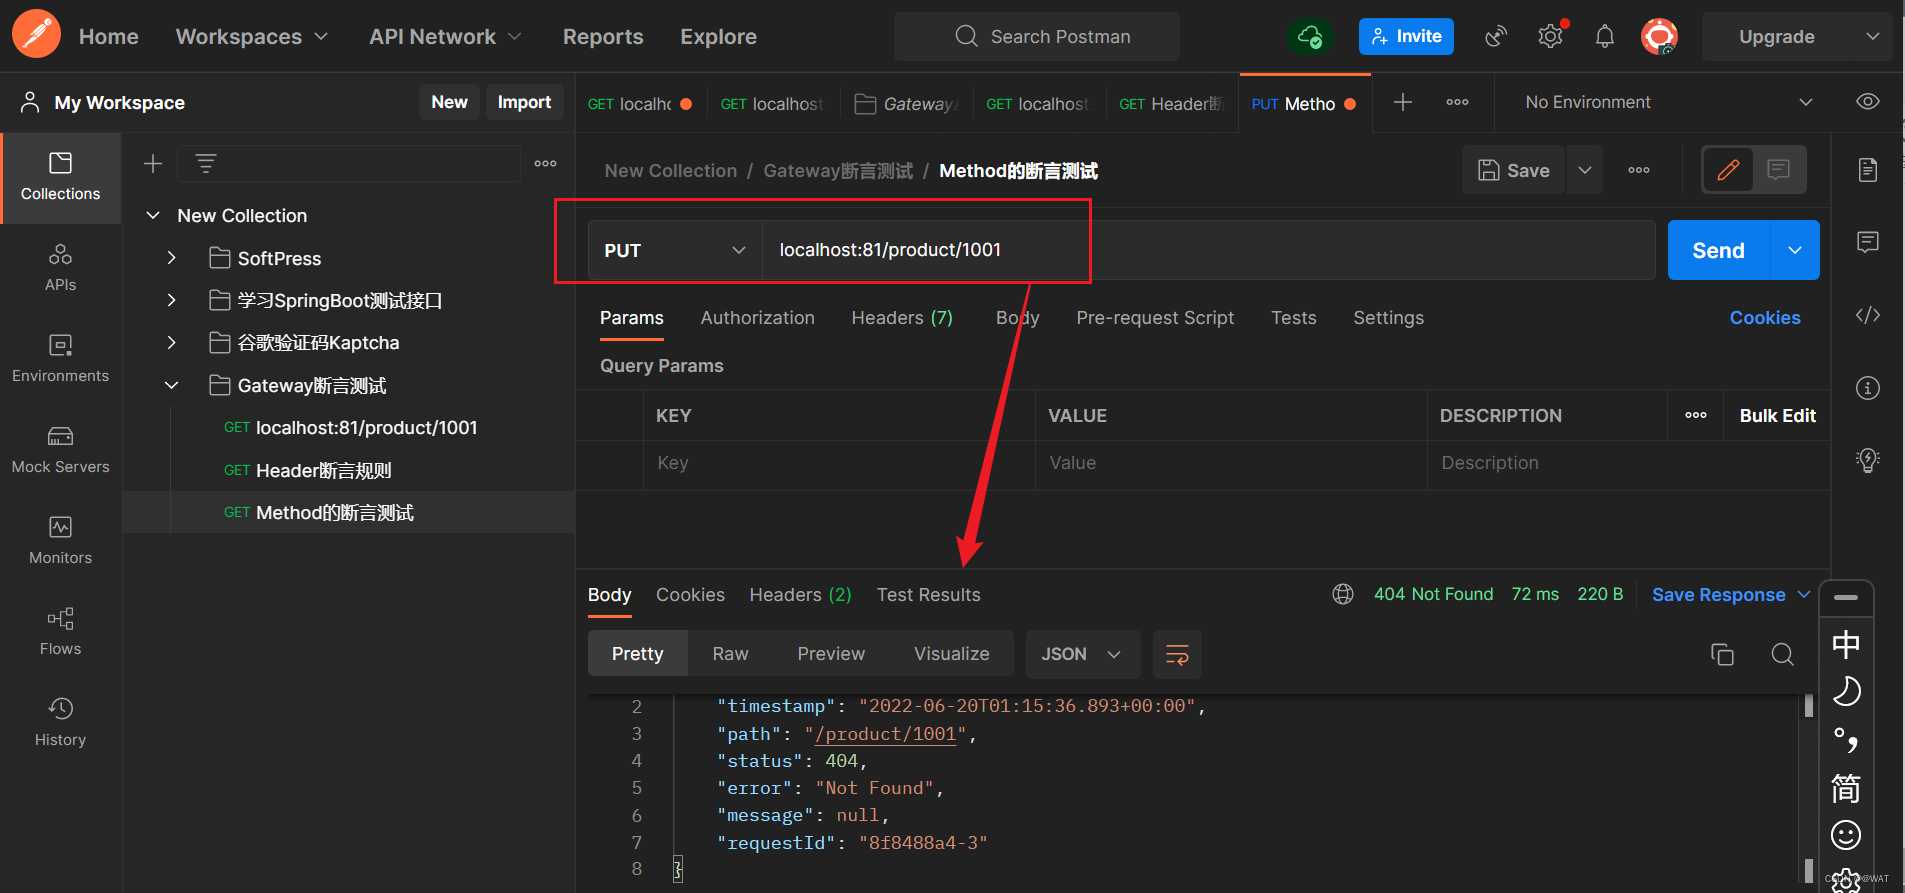 Home Workspaces API Network Reports Explore Search Postman Invite Upgrade
My Workspace New Import
GET localhc GET localhost GET Gateway GET localhost GET Header断 PUT Metho No Environment
Collections
APIs
Environments
Mock Servers
Monitors
Flows
History
New Collection
SoftPress
学习SpringBoot测试接口
谷歌验证码Kaptcha
Gateway断言测试
GET localhost:81/product/1001
GET Header断言规则
GET Method的断言测试
New Collection / Gateway断言测试 / Method的断言测试 Save
PUT localhost:81/product/1001 Send
Params Authorization Headers (7) Body Pre-request Script Tests Settings Cookies
Query Params
KEY VALUE DESCRIPTION Bulk Edit
Key Value Description
Body Cookies Headers (2) Test Results 404 Not Found 72 ms 220 B Save Response
Pretty Raw Preview Visualize JSON
2 "timestamp": "2022-06-20T01:15:36.893+00:00",
3 "path": "/product/1001",
4 "status": 404,
5 "error": "Not Found",
6 "message": null,
7 "requestId": "8f8488a4-3"
8 }
中
简